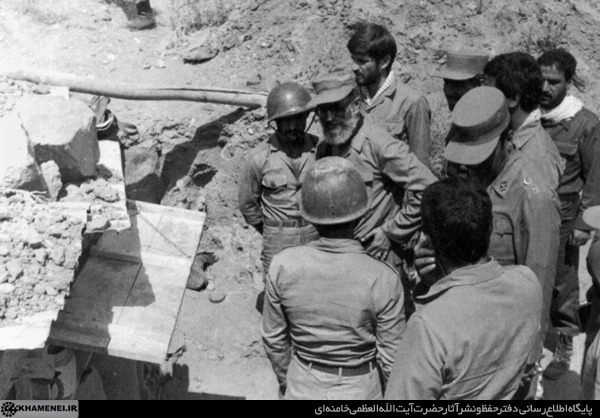 KHAMENEI.IR
پایگاه اطلاع رسانی دفتر حفظ و نشر آثار حضرت آیت الله العظمی خامنه‌ای